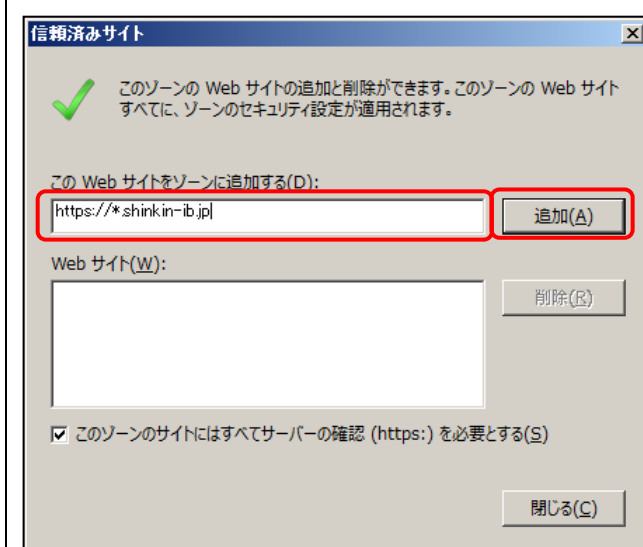 信頼済みサイト
このゾーンの Web サイトの追加と削除ができます。このゾーンの Web サイト
すべてに、ゾーンのセキュリティ設定が適用されます。
この Web サイトをゾーンに追加する(D):
https://*.shinkin-ib.jp
追加(A)
Web サイト(W):
削除(R)
このゾーンのサイトにはすべてサーバーの確認 (https:) を必要とする(S)
閉じる(C)